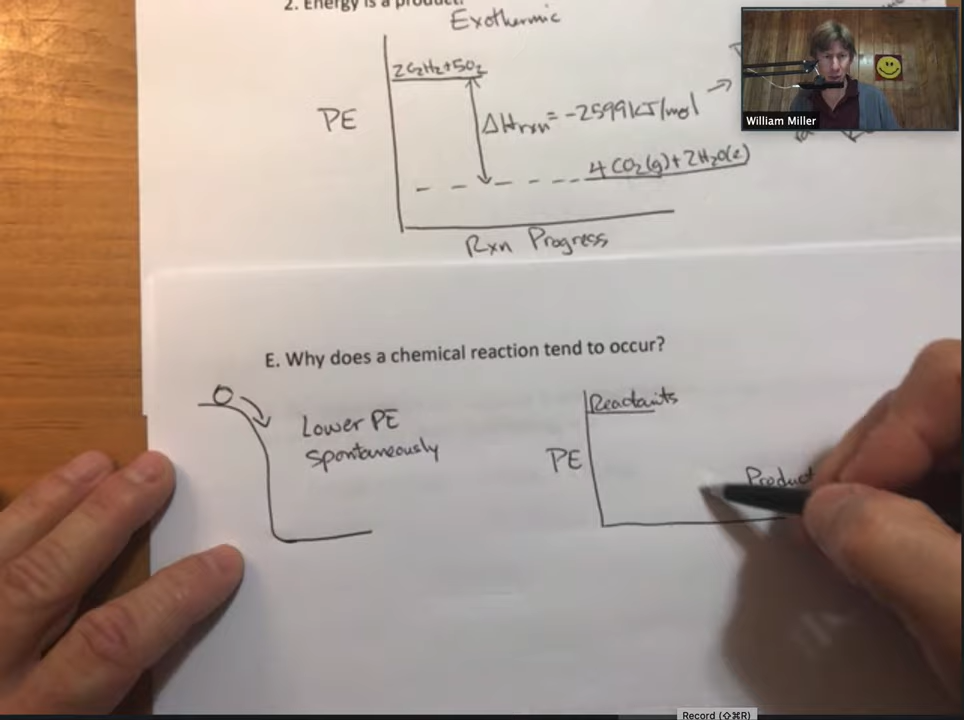 2. Energy is a product.
Exothermic
2C2H2+5O2
PE
ΔHrxn = -2599kJ/mol →
4CO2(g)+2H2O(ℓ)
Rxn Progress
William Miller
E. Why does a chemical reaction tend to occur?
Lower PE
spontaneously
Reactants
PE
Product
Record (⇧⌘R)